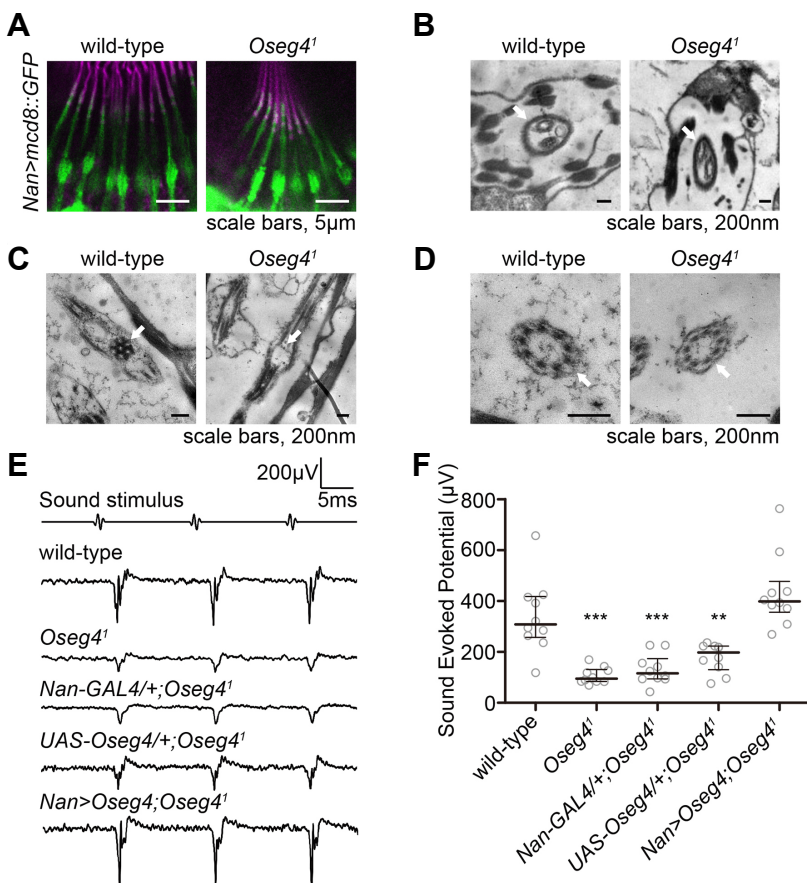 A
wild-type
Oseg4¹
Nan>mcd8::GFP
scale bars, 5µm
B
wild-type
Oseg4¹
scale bars, 200nm
C
wild-type
Oseg4¹
scale bars, 200nm
D
wild-type
Oseg4¹
scale bars, 200nm
E
200µV
5ms
Sound stimulus
wild-type
Oseg4¹
Nan-GAL4/+;Oseg4¹
UAS-Oseg4/+;Oseg4¹
Nan>Oseg4;Oseg4¹
F
Sound Evoked Potential (µV)
800
600
400
200
0
***
***
**
wild-type
Oseg4¹
Nan-GAL4/+;Oseg4¹
UAS-Oseg4/+;Oseg4¹
Nan>Oseg4;Oseg4¹